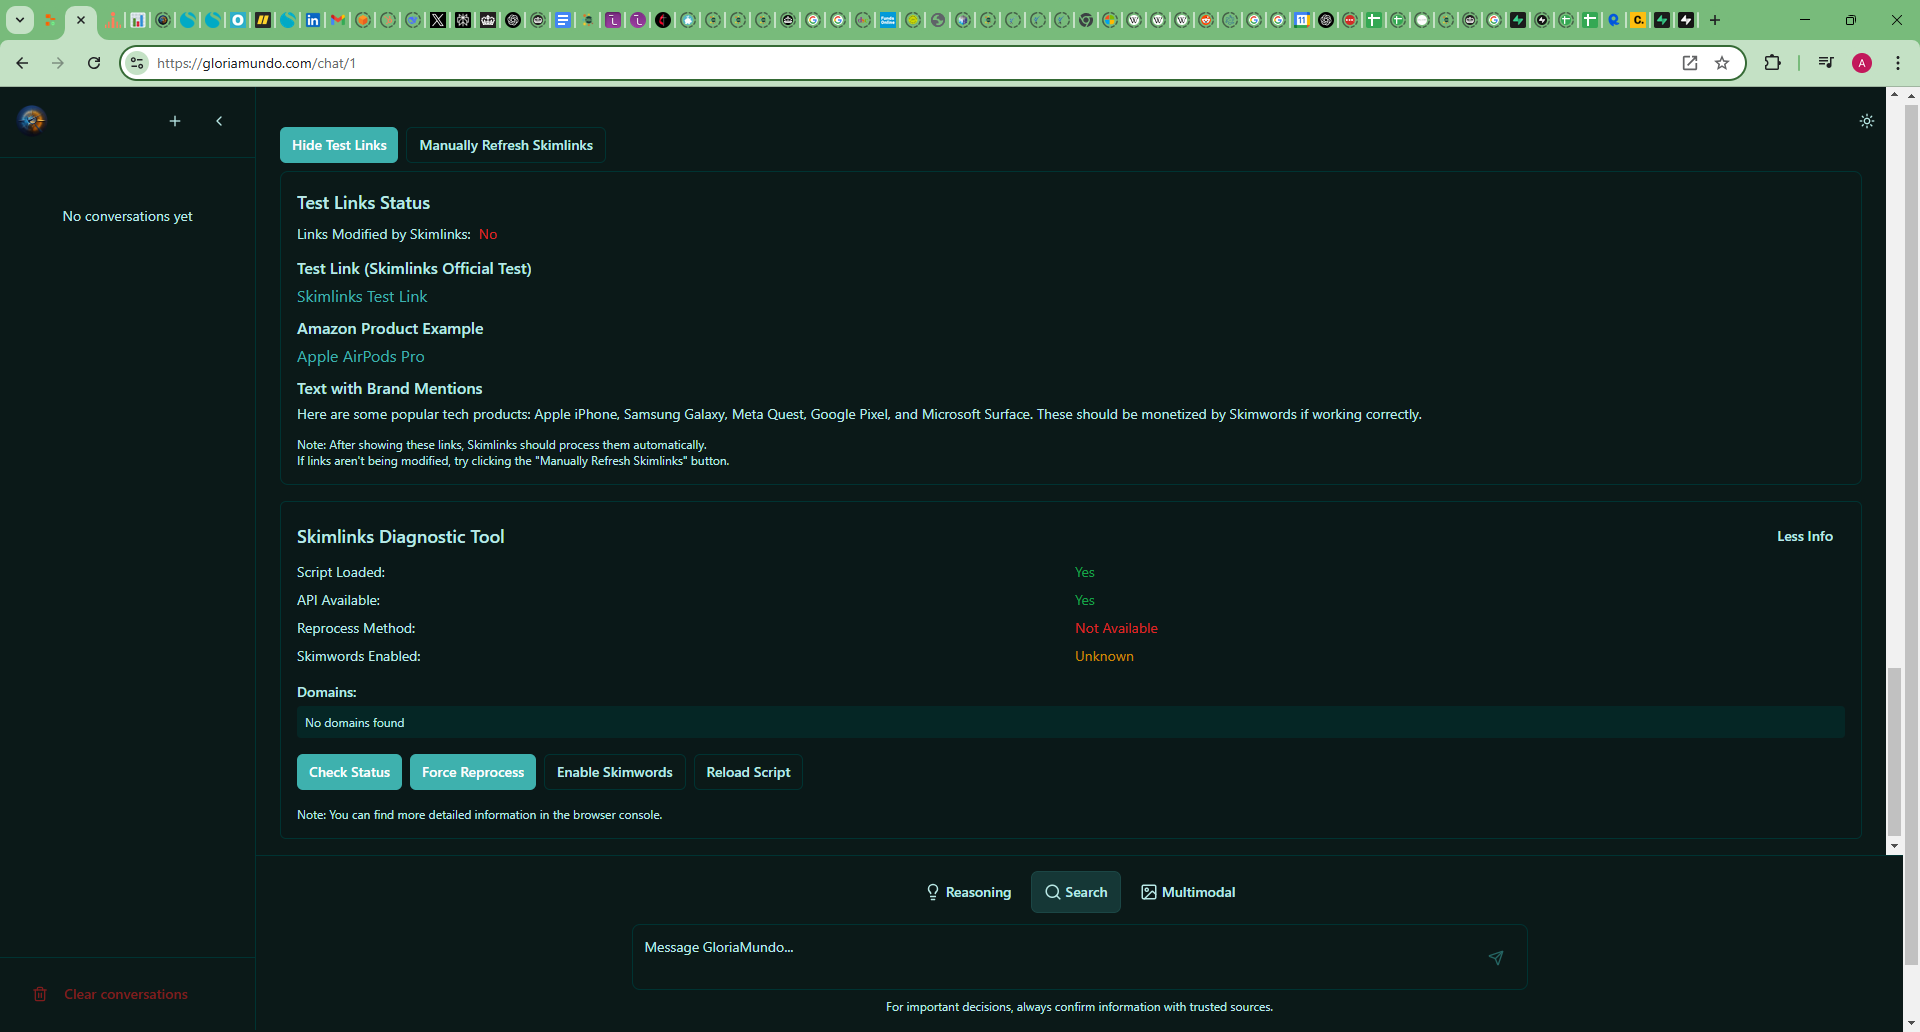 https://gloriamundo.com/chat/1
A
No conversations yet
Hide Test Links
Manually Refresh Skimlinks
Test Links Status
Links Modified by Skimlinks: No
Test Link (Skimlinks Official Test)
Skimlinks Test Link
Amazon Product Example
Apple AirPods Pro
Text with Brand Mentions
Here are some popular tech products: Apple iPhone, Samsung Galaxy, Meta Quest, Google Pixel, and Microsoft Surface. These should be monetized by Skimwords if working correctly.
Note: After showing these links, Skimlinks should process them automatically.
If links aren't being modified, try clicking the "Manually Refresh Skimlinks" button.
Skimlinks Diagnostic Tool
Less Info
Script Loaded: Yes
API Available: Yes
Reprocess Method: Not Available
Skimwords Enabled: Unknown
Domains:
No domains found
Check Status
Force Reprocess
Enable Skimwords
Reload Script
Note: You can find more detailed information in the browser console.
Reasoning
Search
Multimodal
Message GloriaMundo...
For important decisions, always confirm information with trusted sources.
Clear conversations